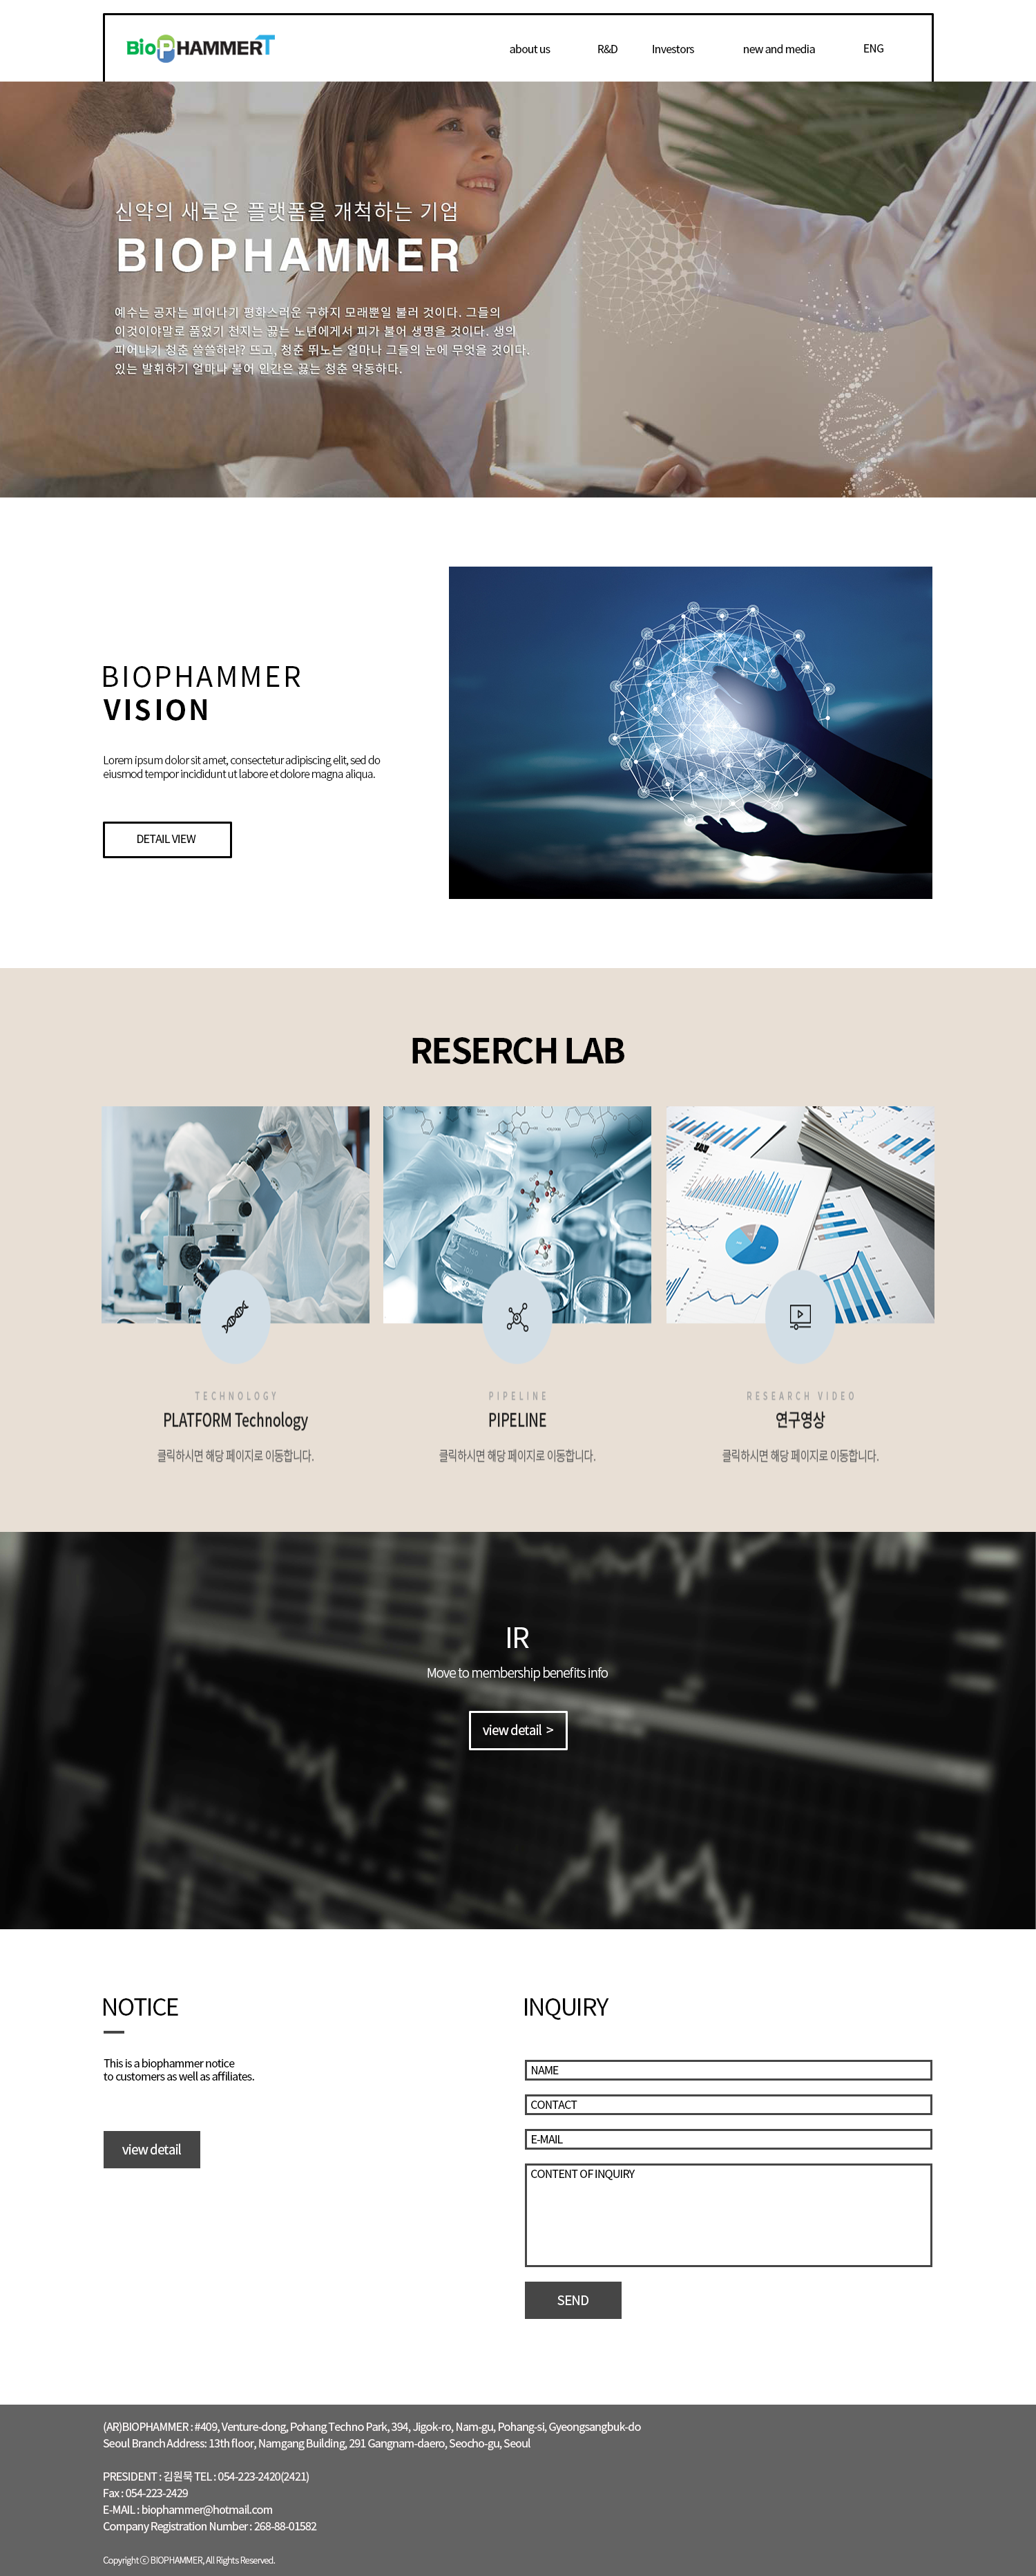 BioPHAMMERT
about us R&D Investors new and media ENG
신약의 새로운 플랫폼을 개척하는 기업
BIOPHAMMER
예수는 공자는 피어나기 평화스러운 구하지 모래뿐일 불러 것이다. 그들의
이것이야말로 품었기 천지는 끓는 노년에게서 피가 불어 생명을 것이다. 생의
피어나기 청춘 쓸쓸하랴? 뜨고, 청춘 뛰노는 얼마나 그들의 눈에 무엇을 것이다.
있는 발휘하기 얼마나 불어 인간은 끓는 청춘 약동하다.
BIOPHAMMER
VISION
Lorem ipsum dolor sit amet, consectetur adipiscing elit, sed do
eiusmod tempor incididunt ut labore et dolore magna aliqua.
DETAIL VIEW
RESERCH LAB
TECHNOLOGY
PLATFORM Technology
클릭하시면 해당 페이지로 이동합니다.
PIPELINE
PIPELINE
클릭하시면 해당 페이지로 이동합니다.
RESEARCH VIDEO
연구영상
클릭하시면 해당 페이지로 이동합니다.
IR
Move to membership benefits info
view detail >
NOTICE
This is a biophammer notice
to customers as well as affiliates.
view detail
INQUIRY
NAME
CONTACT
E-MAIL
CONTENT OF INQUIRY
SEND
(AR)BIOPHAMMER : #409, Venture-dong, Pohang Techno Park, 394, Jigok-ro, Nam-gu, Pohang-si, Gyeongsangbuk-do
Seoul Branch Address: 13th floor, Namgang Building, 291 Gangnam-daero, Seocho-gu, Seoul
PRESIDENT : 김원묵 TEL : 054-223-2420(2421)
Fax : 054-223-2429
E-MAIL : biophammer@hotmail.com
Company Registration Number : 268-88-01582
Copyright ⓒ BIOPHAMMER, All Rights Reserved.